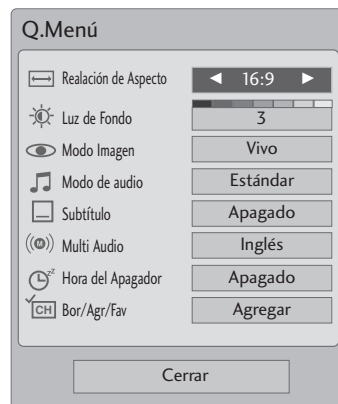 Q.Menú
Realación de Aspecto ◄ 16:9 ►
Luz de Fondo 3
Modo Imagen Vivo
Modo de audio Estándar
Subtítulo Apagado
Multi Audio Inglés
Hora del Apagador Apagado
CH Bor/Agr/Fav Agregar
Cerrar